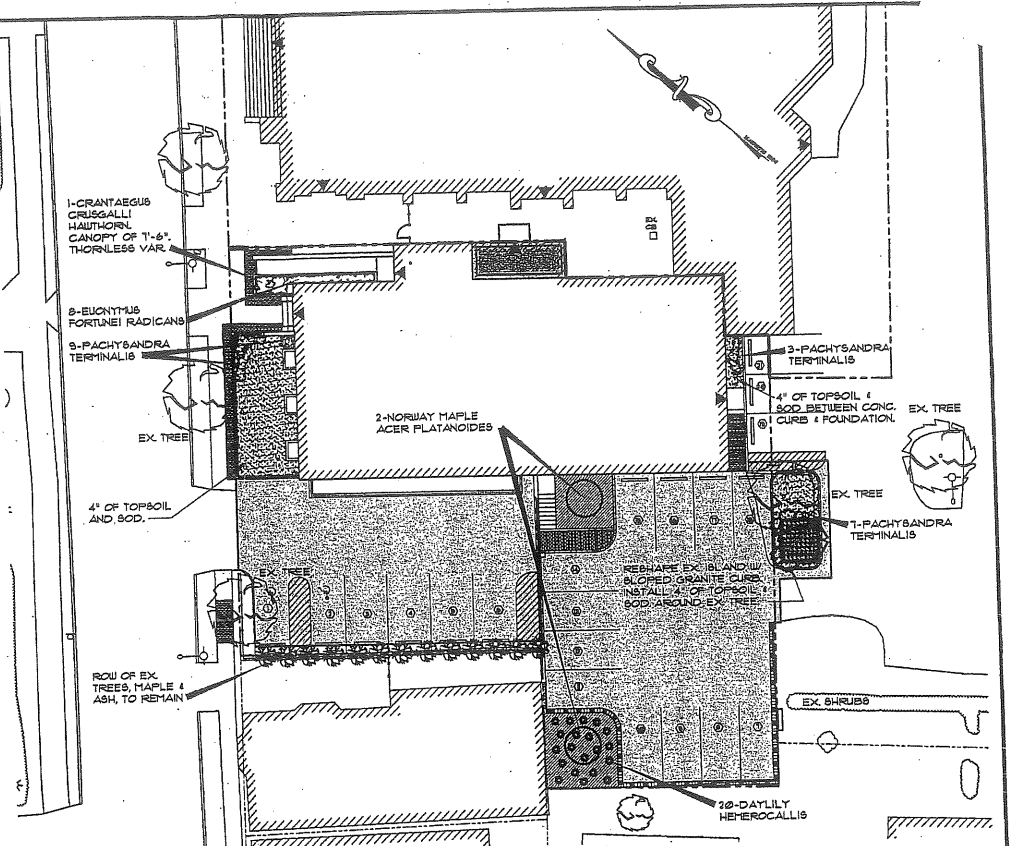 1-CRANTAEGUS
CRUSGALLI
HAWTHORN.
CANOPY OF 7'-6".
THORNLESS VAR.
8-EUONYMUS
FORTUNEI RADICANS
9-PACHYSANDRA
TERMINALIS
EX. TREE
4" OF TOPSOIL
AND SOD.
2-NORWAY MAPLE
ACER PLATANOIDES
3-PACHYSANDRA
TERMINALIS
4" OF TOPSOIL &
SOD BETWEEN CONC.
CURB & FOUNDATION.
EX. TREE
EX. TREE
7-PACHYSANDRA
TERMINALIS
RESHAPE EX. ISLAND W/
SLOPED GRANITE CURB.
INSTALL 4" OF TOPSOIL &
SOD AROUND EX. TREE.
EX. TREE
ROW OF EX.
TREES, MAPLE &
ASH, TO REMAIN
EX. SHRUBS
20-DAYLILY
HEMEROCALLIS